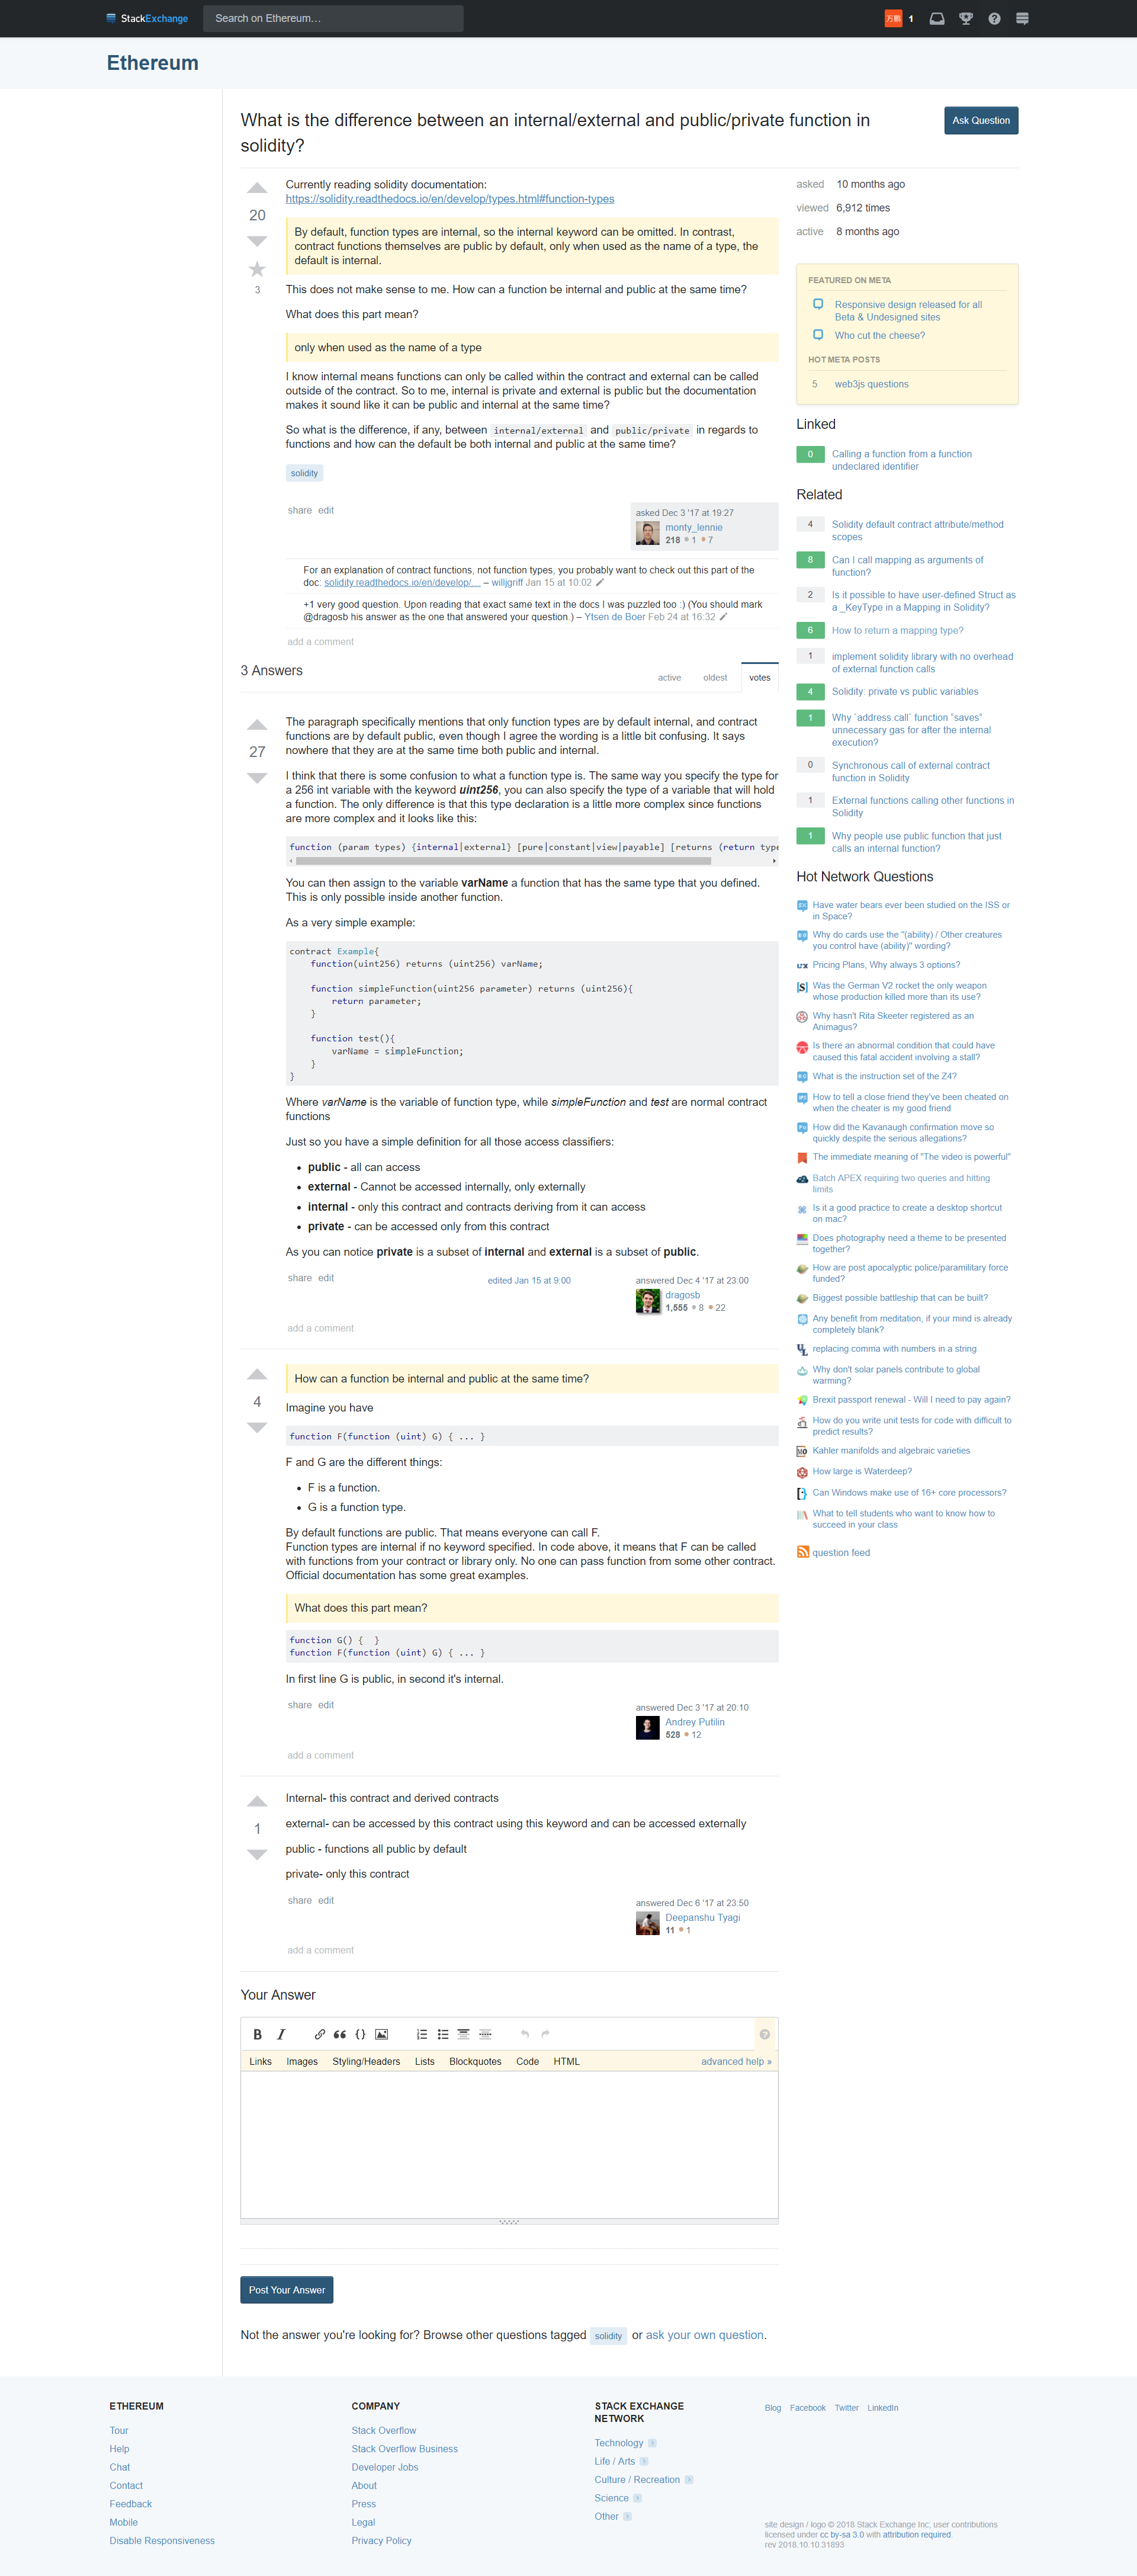 StackExchange
Search on Ethereum…
万鹏 1
Ethereum
What is the difference between an internal/external and public/private function in
solidity?
Ask Question
20
3
Currently reading solidity documentation:
https://solidity.readthedocs.io/en/develop/types.html#function-types
By default, function types are internal, so the internal keyword can be omitted. In contrast,
contract functions themselves are public by default, only when used as the name of a type, the
default is internal.
This does not make sense to me. How can a function be internal and public at the same time?
What does this part mean?
only when used as the name of a type
I know internal means functions can only be called within the contract and external can be called
outside of the contract. So to me, internal is private and external is public but the documentation
makes it sound like it can be public and internal at the same time?
So what is the difference, if any, between internal/external and public/private in regards to
functions and how can the default be both internal and public at the same time?
solidity
share edit
asked Dec 3 '17 at 19:27
monty_lennie
218 1 7
For an explanation of contract functions, not function types, you probably want to check out this part of the
doc: solidity.readthedocs.io/en/develop/… – willjgriff Jan 15 at 10:02
+1 very good question. Upon reading that exact same text in the docs I was puzzled too :) (You should mark
@dragosb his answer as the one that answered your question.) – Ytsen de Boer Feb 24 at 16:32
add a comment
3 Answers
active oldest votes
27
The paragraph specifically mentions that only function types are by default internal, and contract
functions are by default public, even though I agree the wording is a little bit confusing. It says
nowhere that they are at the same time both public and internal.
I think that there is some confusion to what a function type is. The same way you specify the type for
a 256 int variable with the keyword uint256, you can also specify the type of a variable that will hold
a function. The only difference is that this type declaration is a little more complex since functions
are more complex and it looks like this:
function (param types) {internal|external} [pure|constant|view|payable] [returns (return type
You can then assign to the variable varName a function that has the same type that you defined.
This is only possible inside another function.
As a very simple example:
contract Example{
function(uint256) returns (uint256) varName;
function simpleFunction(uint256 parameter) returns (uint256){
return parameter;
}
function test(){
varName = simpleFunction;
}
}
Where varName is the variable of function type, while simpleFunction and test are normal contract
functions
Just so you have a simple definition for all those access classifiers:
• public - all can access
• external - Cannot be accessed internally, only externally
• internal - only this contract and contracts deriving from it can access
• private - can be accessed only from this contract
As you can notice private is a subset of internal and external is a subset of public.
share edit
edited Jan 15 at 9:00
answered Dec 4 '17 at 23:00
dragosb
1,555 8 22
add a comment
4
How can a function be internal and public at the same time?
Imagine you have
function F(function (uint) G) { ... }
F and G are the different things:
• F is a function.
• G is a function type.
By default functions are public. That means everyone can call F.
Function types are internal if no keyword specified. In code above, it means that F can be called
with functions from your contract or library only. No one can pass function from some other contract.
Official documentation has some great examples.
What does this part mean?
function G() { }
function F(function (uint) G) { ... }
In first line G is public, in second it's internal.
share edit
answered Dec 3 '17 at 20:10
Andrey Putilin
528 12
add a comment
1
Internal- this contract and derived contracts
external- can be accessed by this contract using this keyword and can be accessed externally
public - functions all public by default
private- only this contract
share edit
answered Dec 6 '17 at 23:50
Deepanshu Tyagi
11 1
add a comment
Your Answer
B I
Links Images Styling/Headers Lists Blockquotes Code HTML advanced help »
Post Your Answer
Not the answer you're looking for? Browse other questions tagged solidity or ask your own question.
asked 10 months ago
viewed 6,912 times
active 8 months ago
FEATURED ON META
Responsive design released for all
Beta & Undesigned sites
Who cut the cheese?
HOT META POSTS
5 web3js questions
Linked
0 Calling a function from a function
undeclared identifier
Related
4 Solidity default contract attribute/method
scopes
8 Can I call mapping as arguments of
function?
2 Is it possible to have user-defined Struct as
a _KeyType in a Mapping in Solidity?
6 How to return a mapping type?
1 implement solidity library with no overhead
of external function calls
4 Solidity: private vs public variables
1 Why `address.call` function "saves"
unnecessary gas for after the internal
execution?
0 Synchronous call of external contract
function in Solidity
1 External functions calling other functions in
Solidity
1 Why people use public function that just
calls an internal function?
Hot Network Questions
Have water bears ever been studied on the ISS or
in Space?
Why do cards use the "(ability) / Other creatures
you control have (ability)" wording?
Pricing Plans, Why always 3 options?
Was the German V2 rocket the only weapon
whose production killed more than its use?
Why hasn't Rita Skeeter registered as an
Animagus?
Is there an abnormal condition that could have
caused this fatal accident involving a stall?
What is the instruction set of the Z4?
How to tell a close friend they've been cheated on
when the cheater is my good friend
How did the Kavanaugh confirmation move so
quickly despite the serious allegations?
The immediate meaning of "The video is powerful"
Batch APEX requiring two queries and hitting
limits
Is it a good practice to create a desktop shortcut
on mac?
Does photography need a theme to be presented
together?
How are post apocalyptic police/paramilitary force
funded?
Biggest possible battleship that can be built?
Any benefit from meditation, if your mind is already
completely blank?
replacing comma with numbers in a string
Why don't solar panels contribute to global
warming?
Brexit passport renewal - Will I need to pay again?
How do you write unit tests for code with difficult to
predict results?
Kahler manifolds and algebraic varieties
How large is Waterdeep?
Can Windows make use of 16+ core processors?
What to tell students who want to know how to
succeed in your class
question feed
ETHEREUM
Tour
Help
Chat
Contact
Feedback
Mobile
Disable Responsiveness
COMPANY
Stack Overflow
Stack Overflow Business
Developer Jobs
About
Press
Legal
Privacy Policy
STACK EXCHANGE
NETWORK
Technology
Life / Arts
Culture / Recreation
Science
Other
Blog Facebook Twitter LinkedIn
site design / logo © 2018 Stack Exchange Inc; user contributions
licensed under cc by-sa 3.0 with attribution required.
rev 2018.10.10.31893